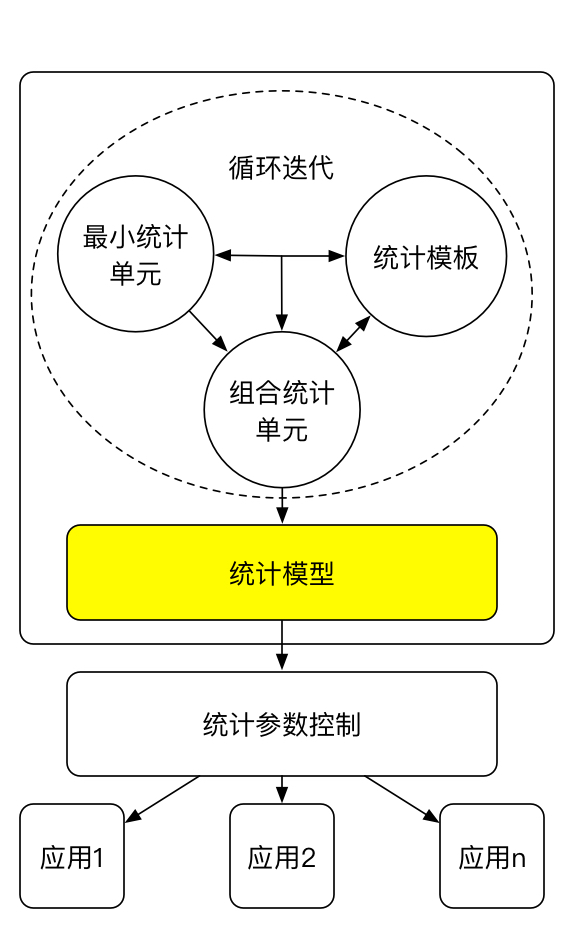 循环迭代
最小统计
单元
统计模板
组合统计
单元
统计模型
统计参数控制
应用1
应用2
应用n